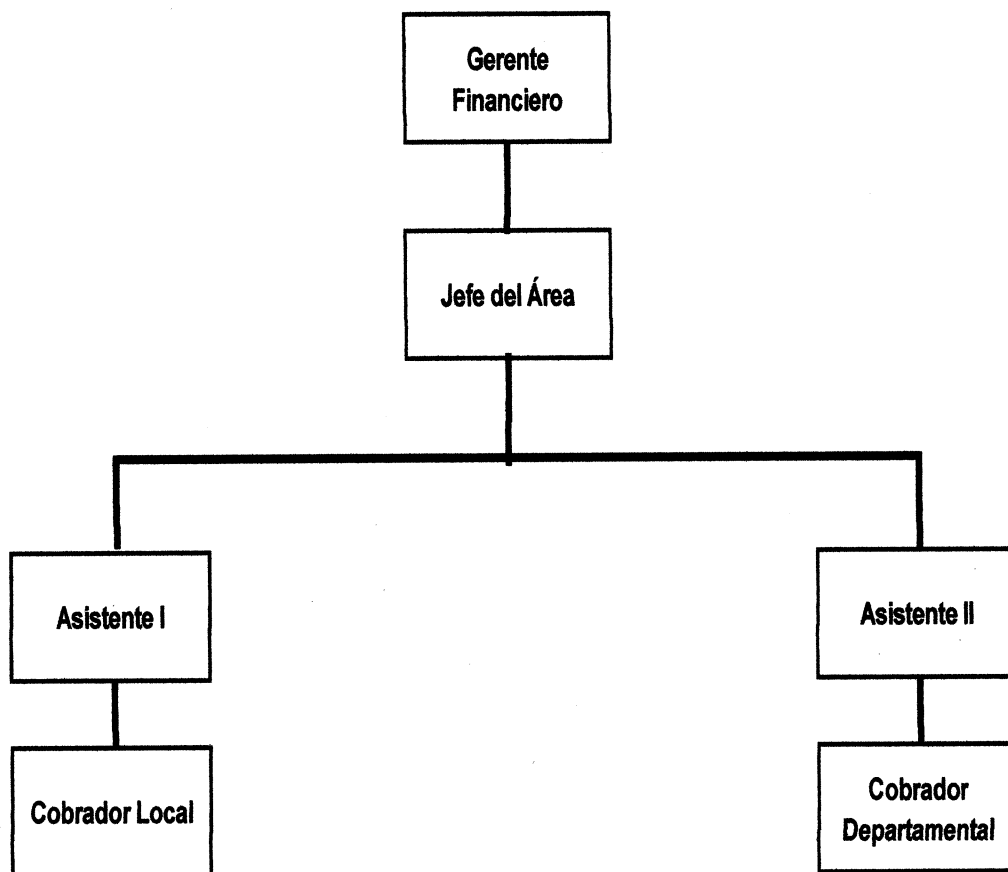 Gerente
Financiero
Jefe del Área
Asistente I
Asistente II
Cobrador Local
Cobrador
Departamental